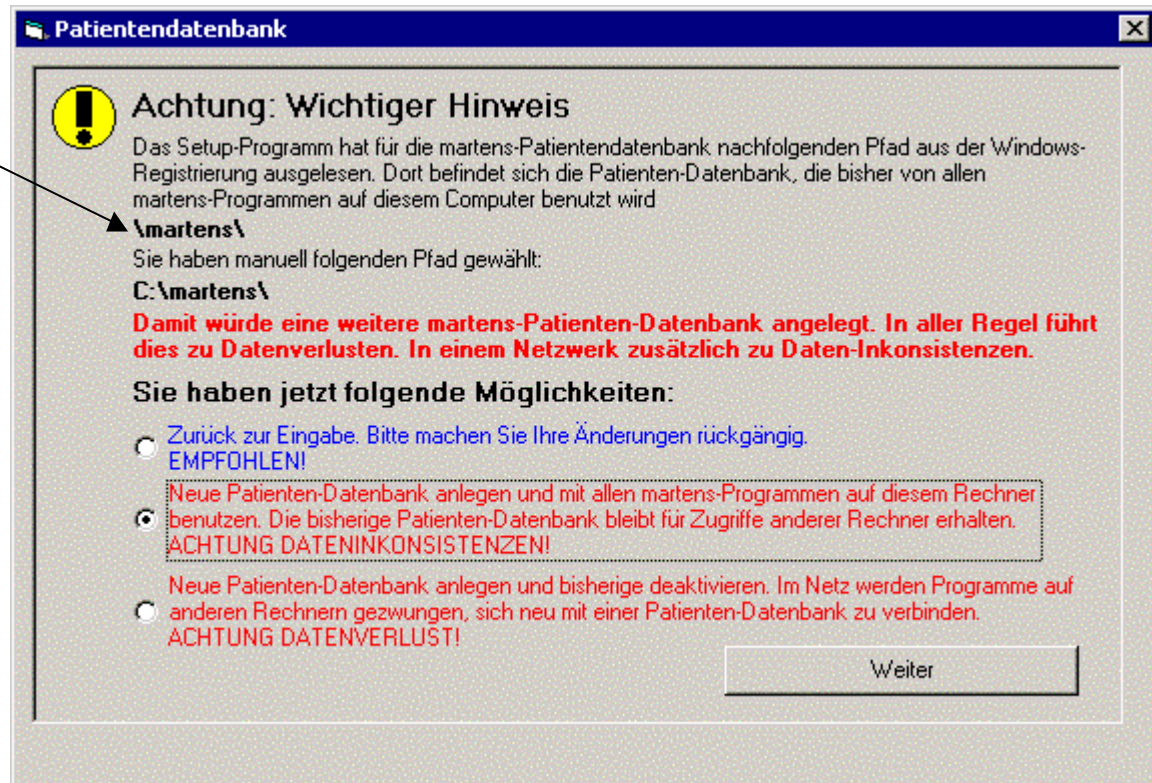 Patientendatenbank
Achtung: Wichtiger Hinweis
Das Setup-Programm hat für die martens-Patientendatenbank nachfolgenden Pfad aus der Windows-
Registrierung ausgelesen. Dort befindet sich die Patienten-Datenbank, die bisher von allen
martens-Programmen auf diesem Computer benutzt wird
\martens\
Sie haben manuell folgenden Pfad gewählt:
C:\martens\
Damit würde eine weitere martens-Patienten-Datenbank angelegt. In aller Regel führt
dies zu Datenverlusten. In einem Netzwerk zusätzlich zu Daten-Inkonsistenzen.
Sie haben jetzt folgende Möglichkeiten:
Zurück zur Eingabe. Bitte machen Sie Ihre Änderungen rückgängig.
EMPFOHLEN!
Neue Patienten-Datenbank anlegen und mit allen martens-Programmen auf diesem Rechner
benutzen. Die bisherige Patienten-Datenbank bleibt für Zugriffe anderer Rechner erhalten.
ACHTUNG DATENINKONSISTENZEN!
Neue Patienten-Datenbank anlegen und bisherige deaktivieren. Im Netz werden Programme auf
anderen Rechnern gezwungen, sich neu mit einer Patienten-Datenbank zu verbinden.
ACHTUNG DATENVERLUST!
Weiter